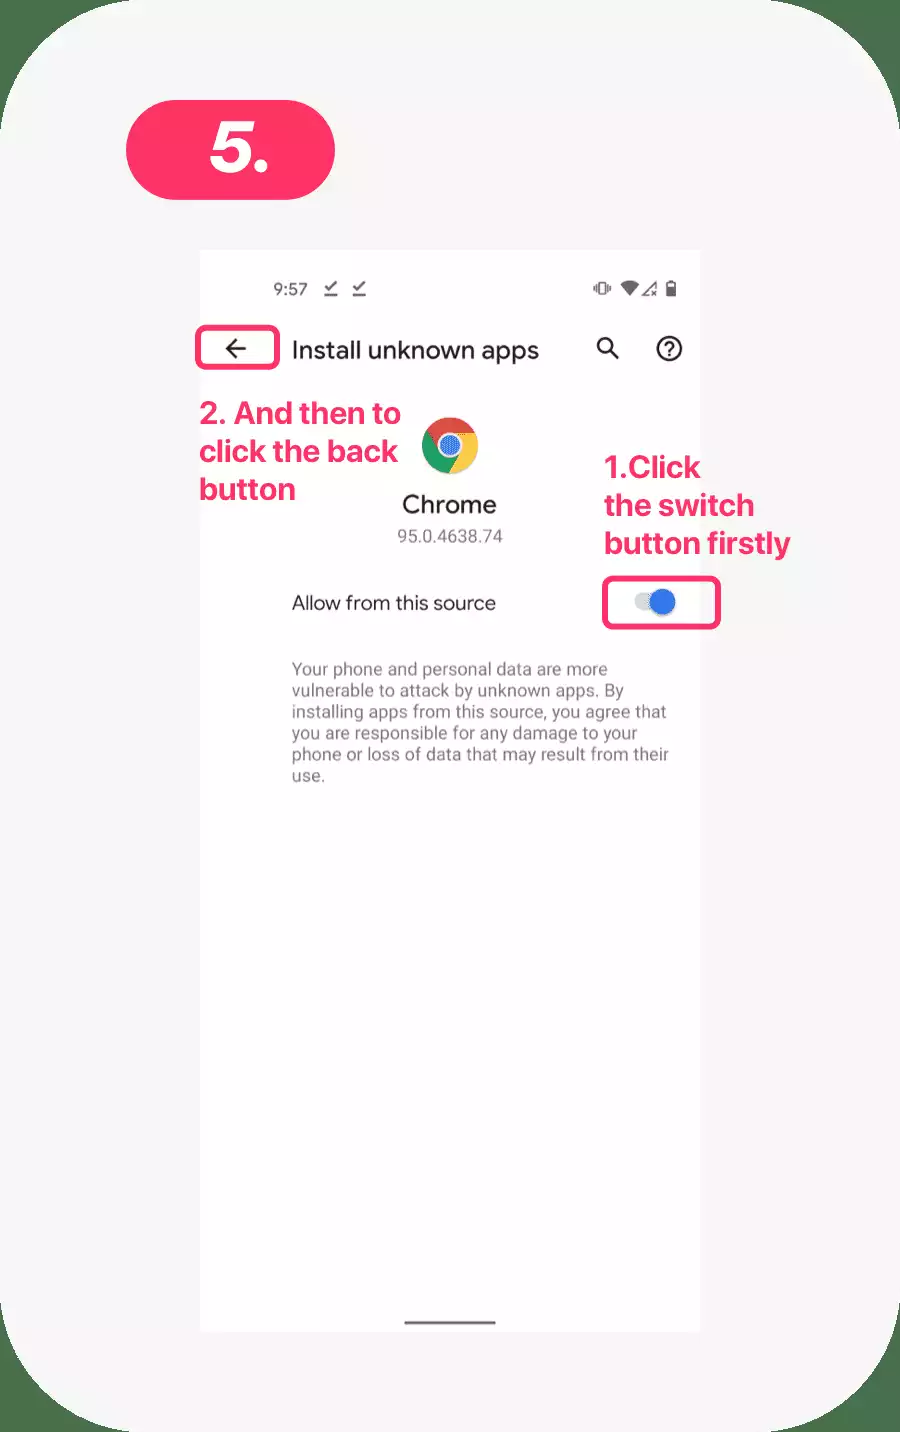 5.
9:57
Install unknown apps
2. And then to
click the back
button
Chrome
95.0.4638.74
1.Click
the switch
button firstly
Allow from this source
Your phone and personal data are more
vulnerable to attack by unknown apps. By
installing apps from this source, you agree that
you are responsible for any damage to your
phone or loss of data that may result from their
use.